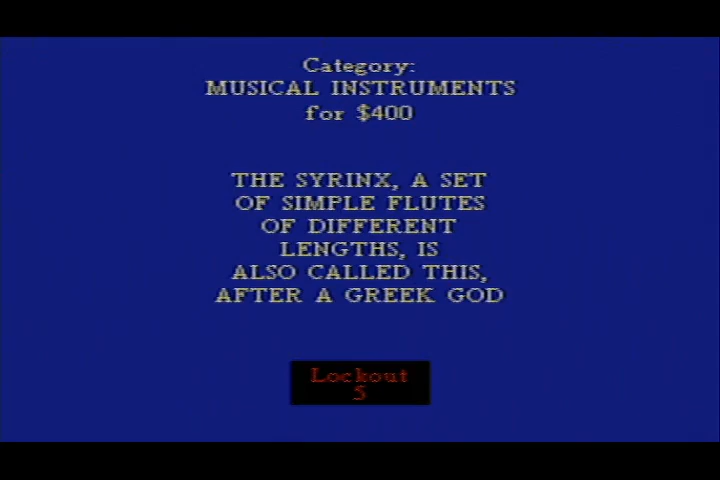 Category:
MUSICAL INSTRUMENTS
for $400
THE SYRINX, A SET
OF SIMPLE FLUTES
OF DIFFERENT
LENGTHS, IS
ALSO CALLED THIS,
AFTER A GREEK GOD
Lockout
5